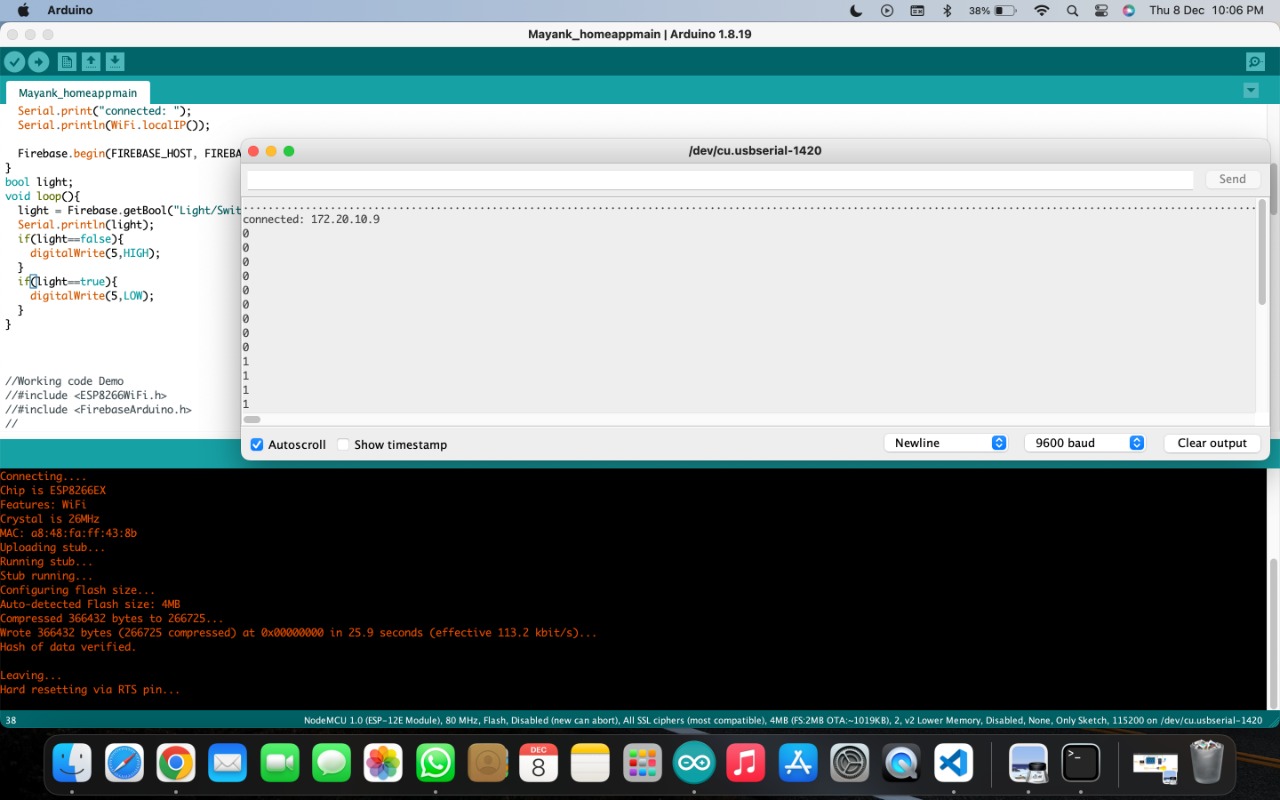 Arduino
38%
Thu 8 Dec 10:06 PM
Mayank_homeappmain | Arduino 1.8.19
Mayank_homeappmain
Serial.print("connected: ");
Serial.println(WiFi.localIP());
Firebase.begin(FIREBASE_HOST, FIREBA
}
bool light;
void loop(){
light = Firebase.getBool("Light/Swit
Serial.println(light);
if(light==false){
digitalWrite(5,HIGH);
}
if(light==true){
digitalWrite(5,LOW);
}
}
//Working code Demo
//#include <ESP8266WiFi.h>
//#include <FirebaseArduino.h>
//
/dev/cu.usbserial-1420
Send
connected: 172.20.10.9
0
0
0
0
0
0
0
0
0
1
1
1
1
Autoscroll
Show timestamp
Newline
9600 baud
Clear output
Connecting....
Chip is ESP8266EX
Features: WiFi
Crystal is 26MHz
MAC: a8:48:fa:ff:43:8b
Uploading stub...
Running stub...
Stub running...
Configuring flash size...
Auto-detected Flash size: 4MB
Compressed 366432 bytes to 266725...
Wrote 366432 bytes (266725 compressed) at 0x00000000 in 25.9 seconds (effective 113.2 kbit/s)...
Hash of data verified.
Leaving...
Hard resetting via RTS pin...
38
NodeMCU 1.0 (ESP-12E Module), 80 MHz, Flash, Disabled (new can abort), All SSL ciphers (most compatible), 4MB (FS:2MB OTA:~1019KB), 2, v2 Lower Memory, Disabled, None, Only Sketch, 115200 on /dev/cu.usbserial-1420
DEC
8